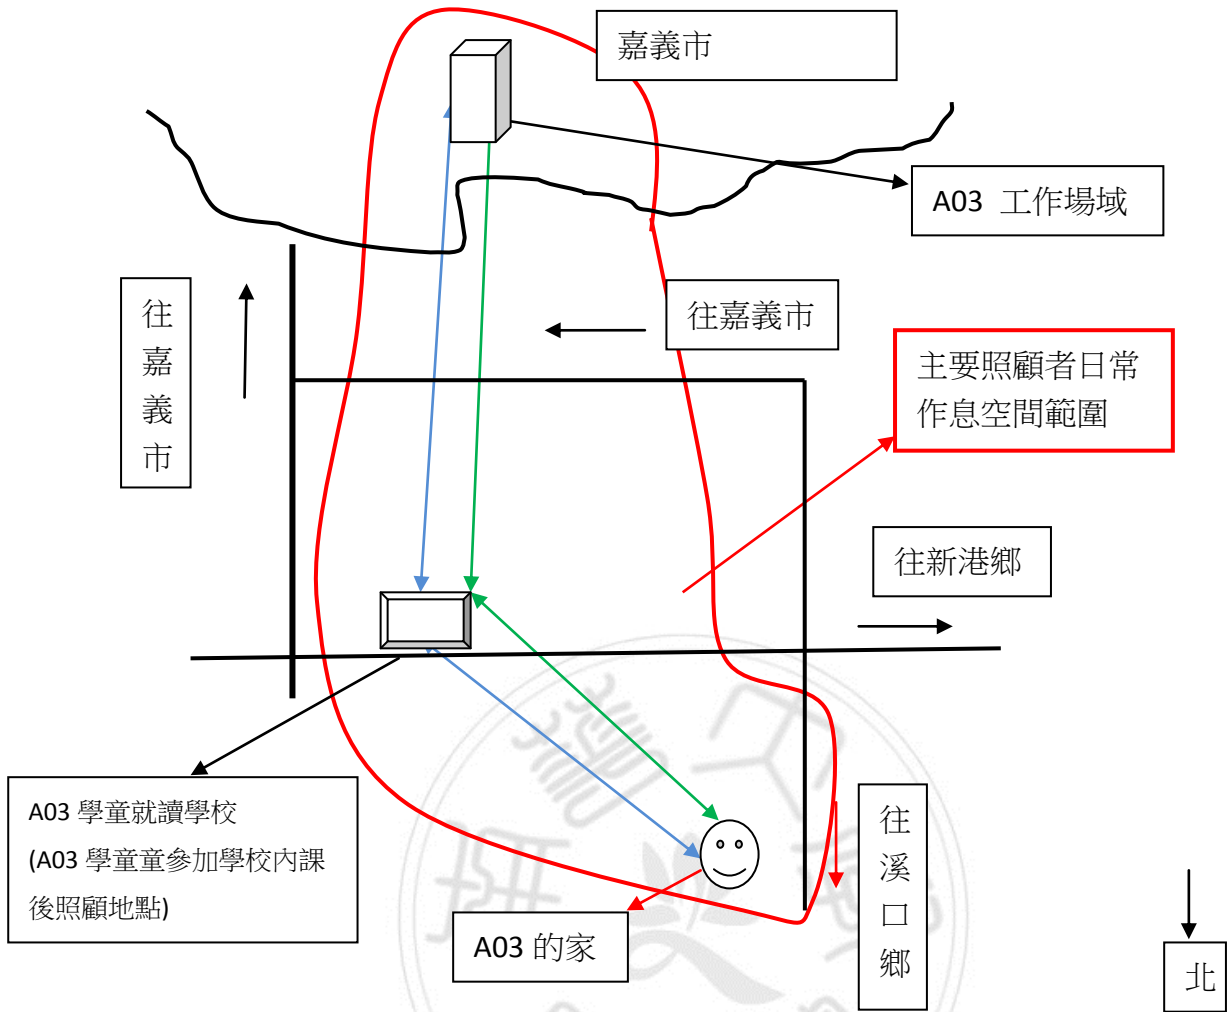 嘉義市
A03 工作場域
往嘉義市
往嘉義市
主要照顧者日常
作息空間範圍
往新港鄉
A03 學童就讀學校
(A03 學童童參加學校內課
後照顧地點)
A03 的家
往溪口鄉
北